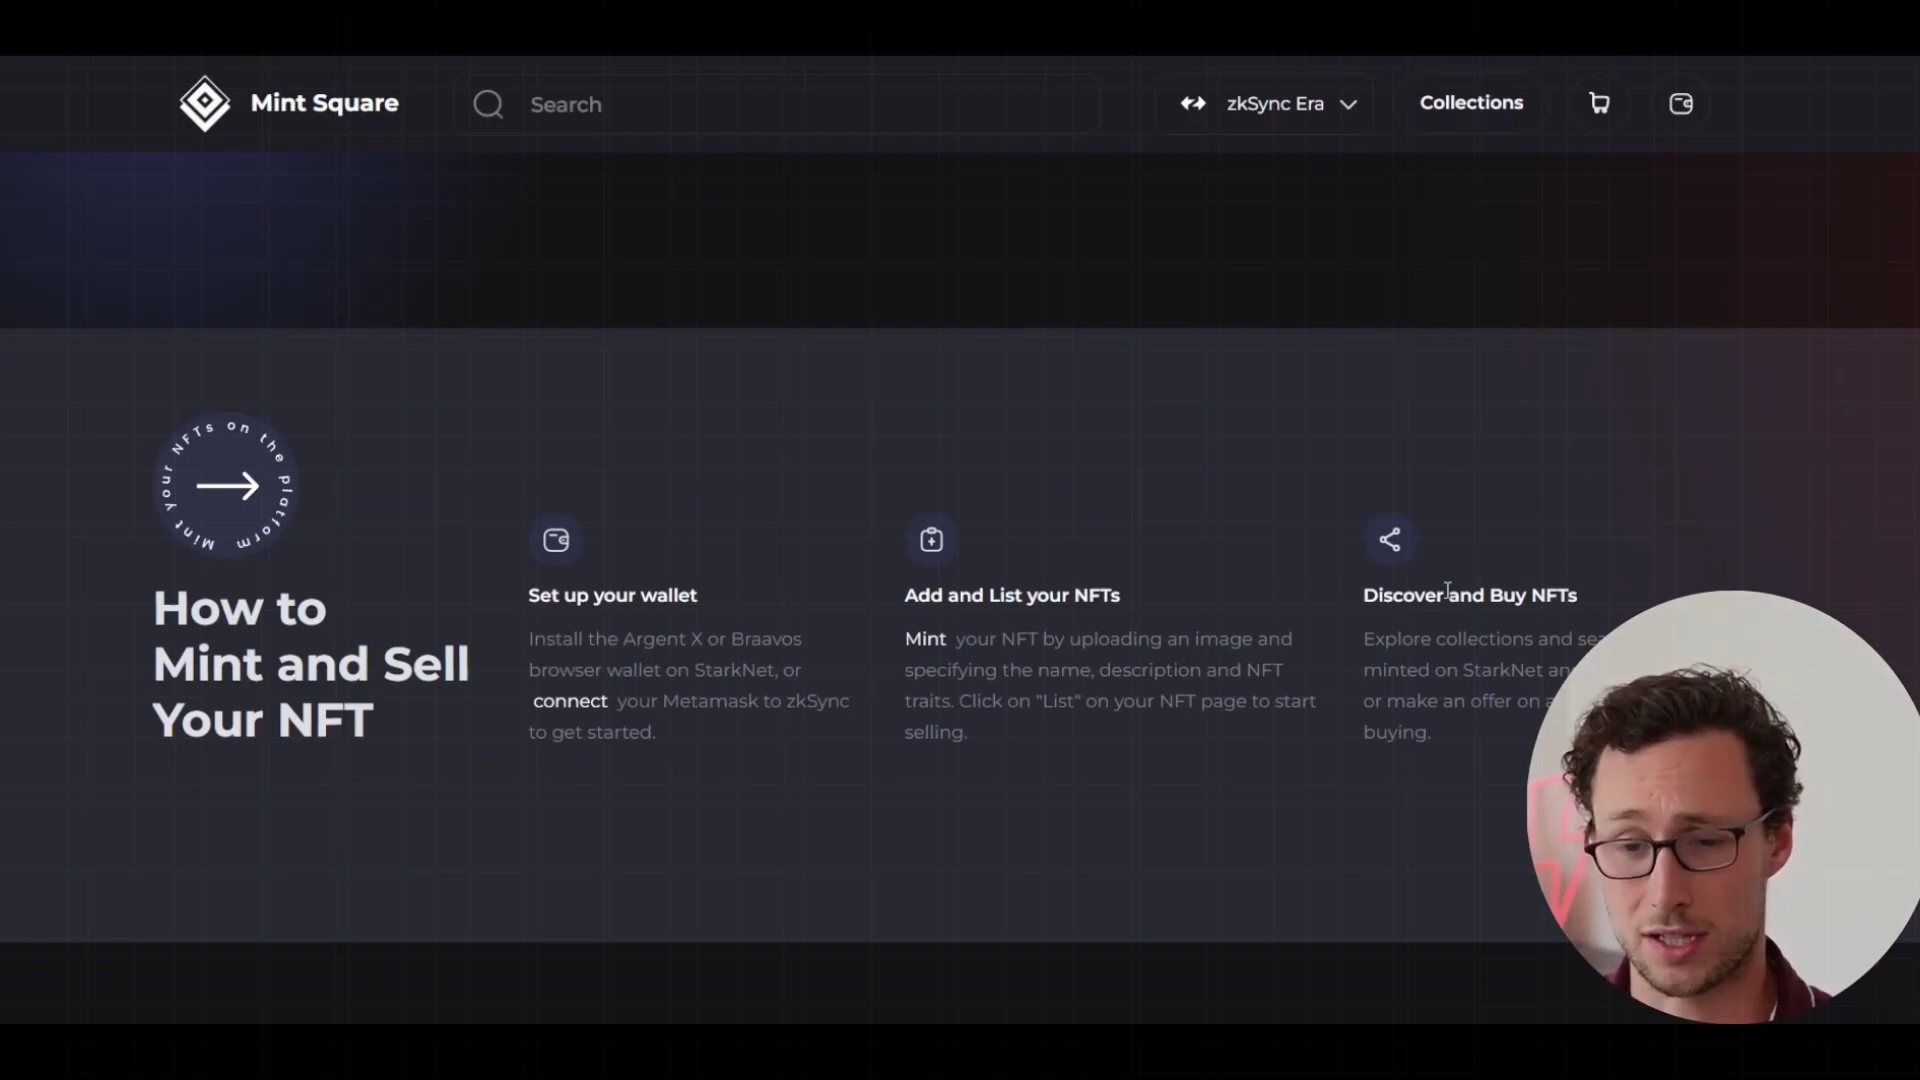 Mint Square
Search
zkSync Era
Collections
Mint your NFTs on the platform
How to
Mint and Sell
Your NFT
Set up your wallet
Install the Argent X or Braavos
browser wallet on StarkNet, or
connect your Metamask to zkSync
to get started.
Add and List your NFTs
Mint your NFT by uploading an image and
specifying the name, description and NFT
traits. Click on "List" on your NFT page to start
selling.
Discover and Buy NFTs
Explore collections and
minted on StarkNet
or make an offer on
buying.